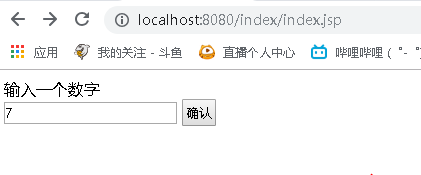 localhost:8080/index/index.jsp
应用 我的关注 - 斗鱼 直播个人中心 哔哩哔哩 ( ゜- ゜)
输入一个数字
7 确认